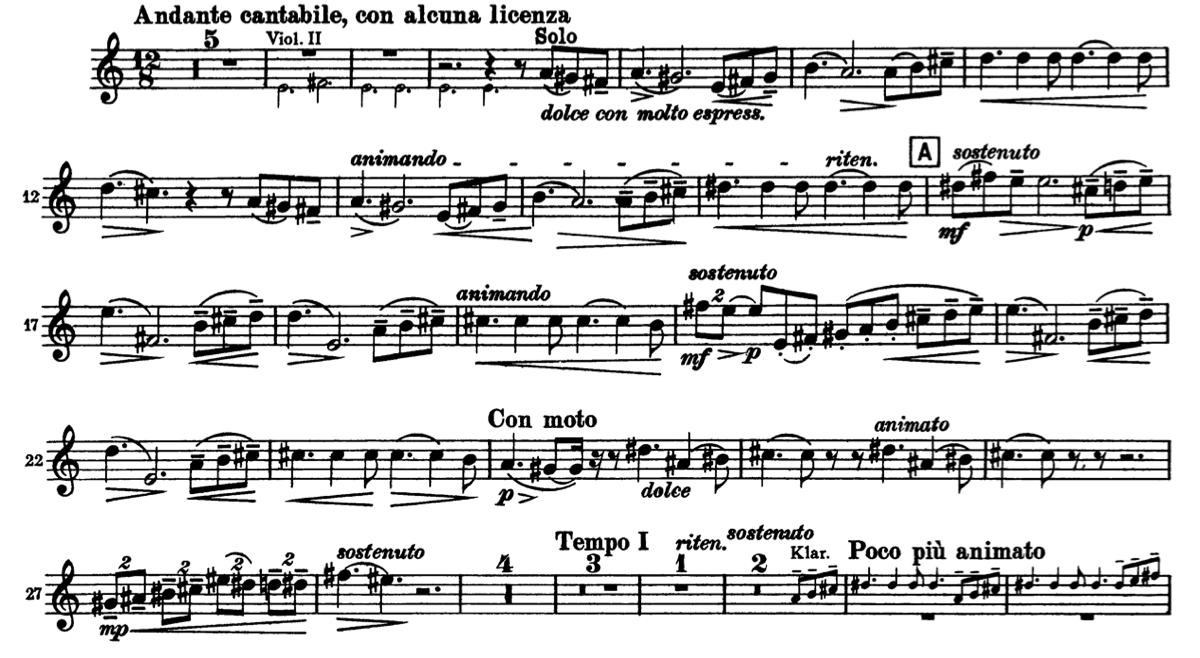 Andante cantabile, con alcuna licenza
12/8 5 Viol. II Solo
dolce con molto espress.
animando riten. A sostenuto
12
mf p
animando sostenuto
17 2
mf p
Con moto animato
22
p dolce
Tempo I riten. sostenuto
sostenuto 4 3 1 2 Klar. Poco più animato
27 2 2 2 2
mp